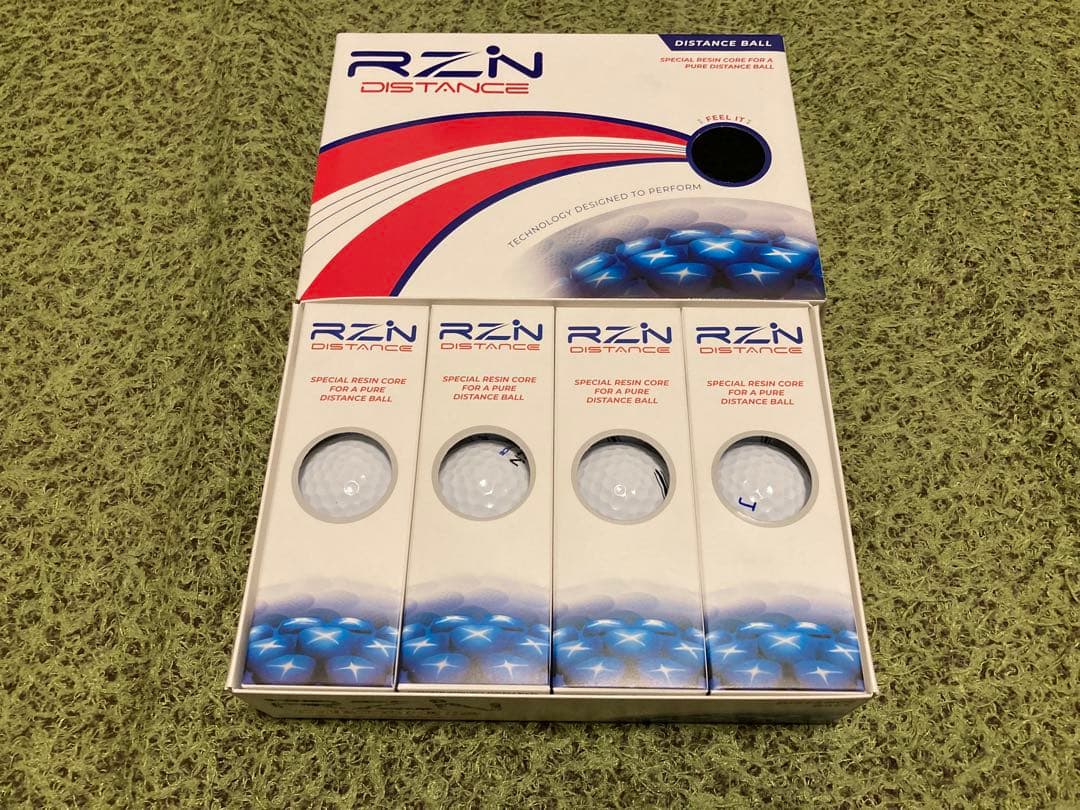 RZN
DISTANCE
DISTANCE BALL
SPECIAL RESIN CORE FOR A
PURE DISTANCE BALL
FEEL IT
TECHNOLOGY DESIGNED TO PERFORM
RZN
DISTANCE
SPECIAL RESIN CORE
FOR A PURE
DISTANCE BALL
RZN
DISTANCE
SPECIAL RESIN CORE
FOR A PURE
DISTANCE BALL
RZN
DISTANCE
SPECIAL RESIN CORE
FOR A PURE
DISTANCE BALL
RZN
DISTANCE
SPECIAL RESIN CORE
FOR A PURE
DISTANCE BALL